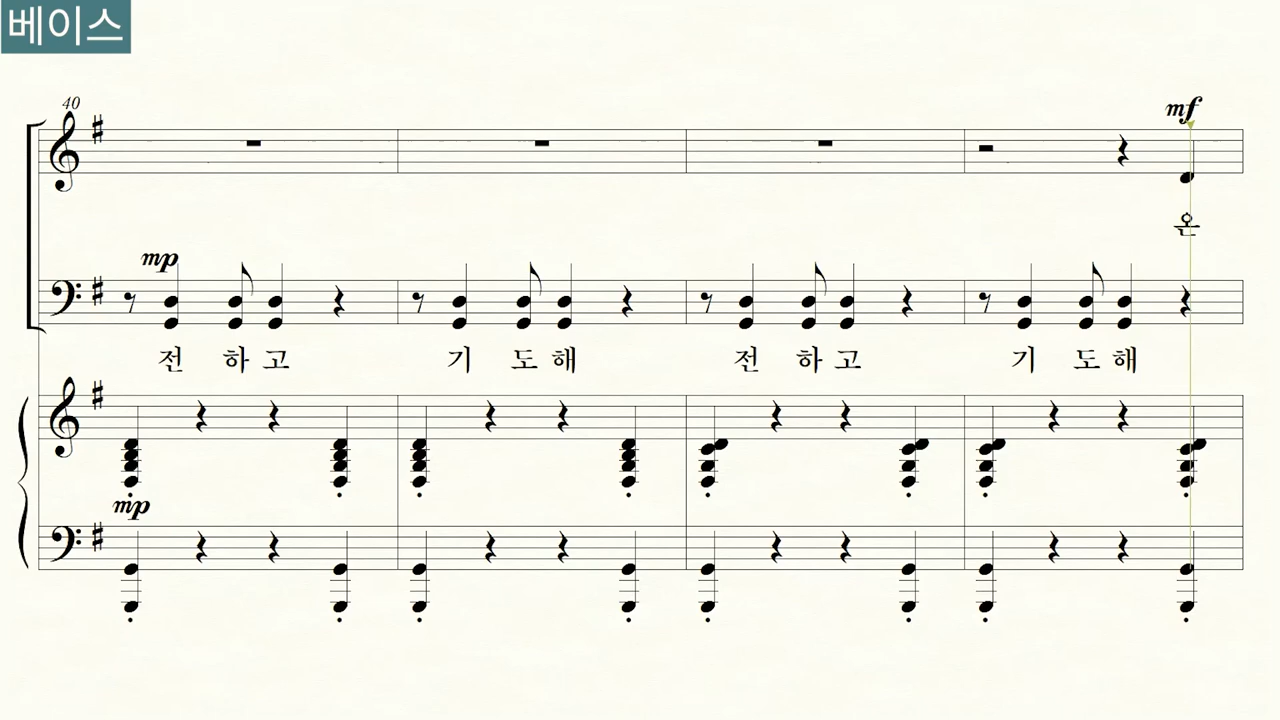 베이스
40
mf
온
mp
전 하 고 기 도 해 전 하 고 기 도 해
mp